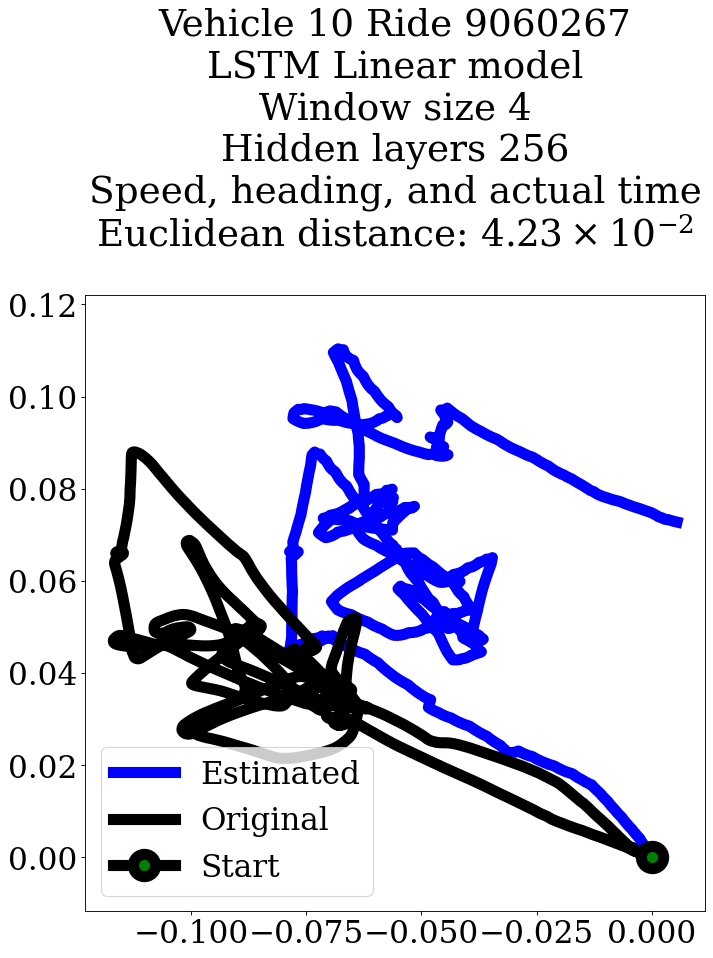 Vehicle 10 Ride 9060267
LSTM Linear model
Window size 4
Hidden layers 256
Speed, heading, and actual time
Euclidean distance: 4.23 × 10⁻²
0.12
0.10
0.08
0.06
0.04
0.02
0.00
Estimated
Original
Start
−0.100 −0.075 −0.050 −0.025 0.000